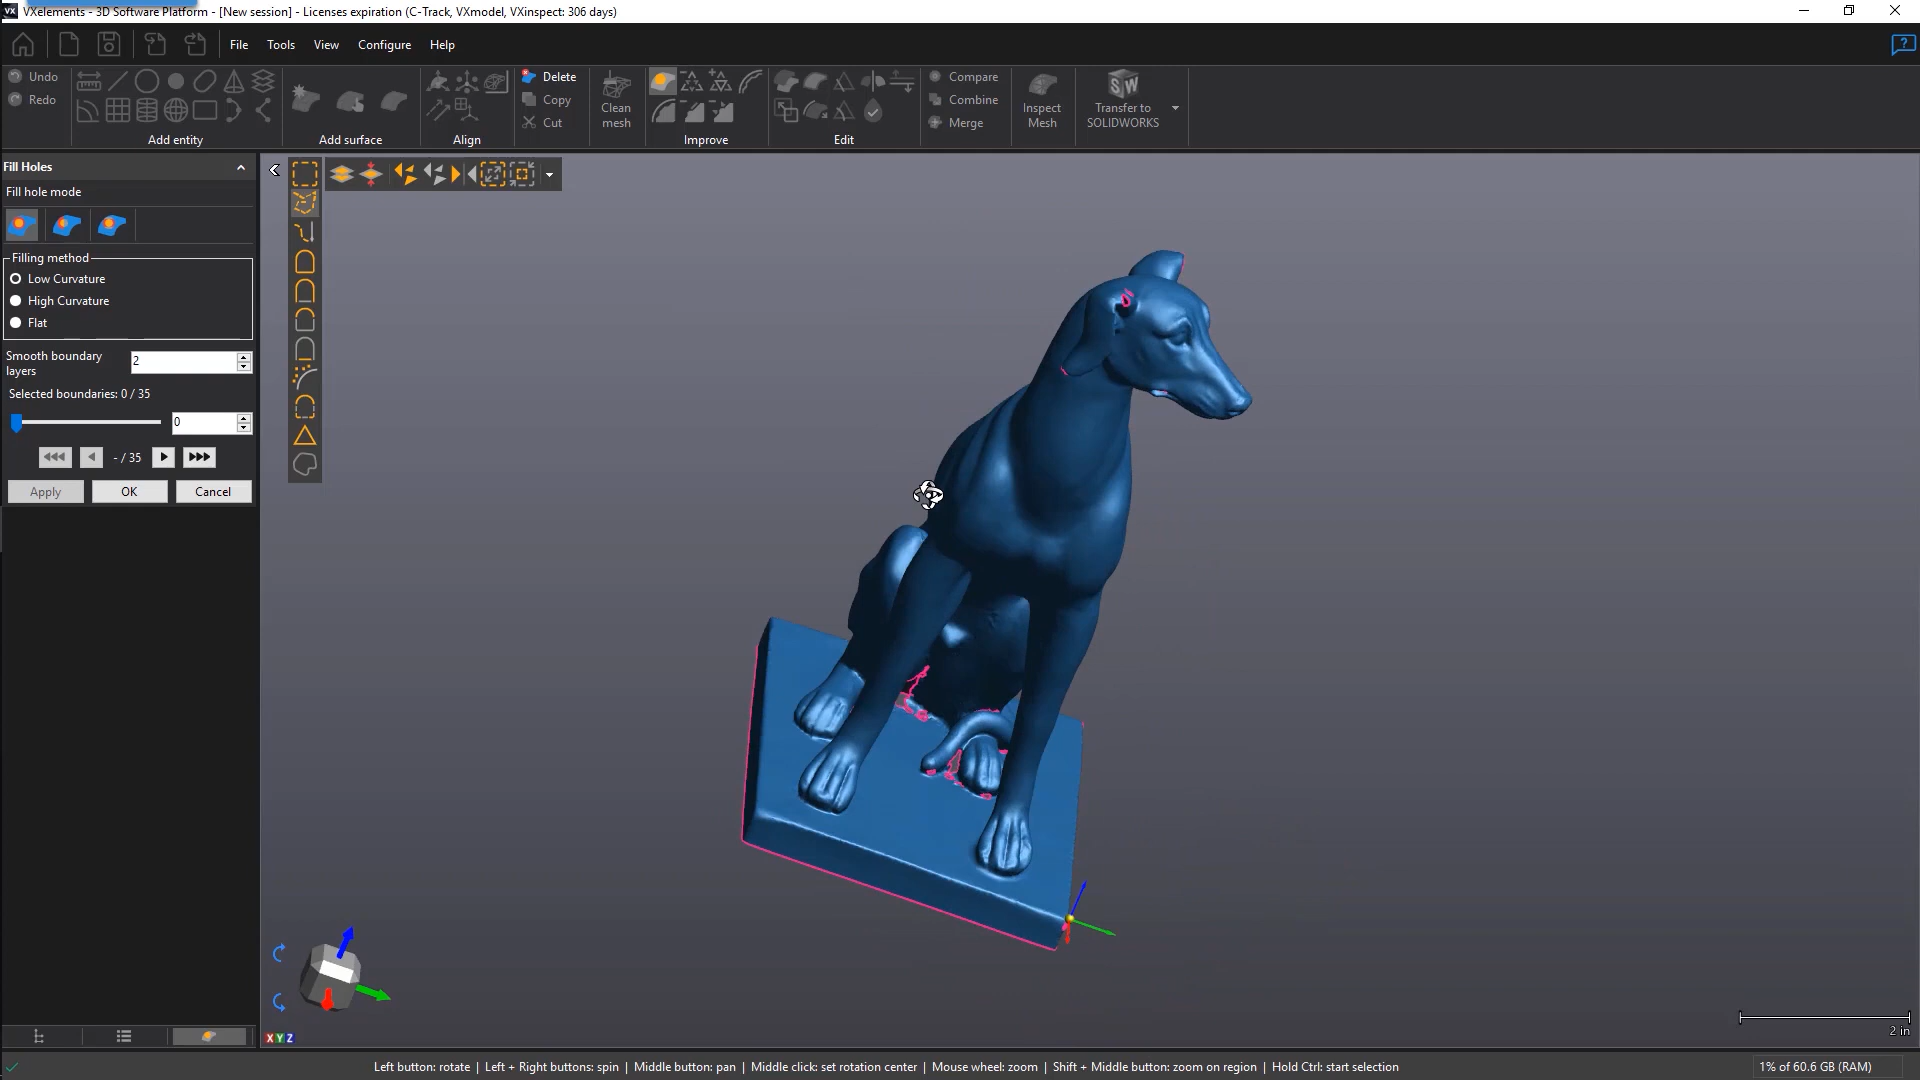 VX VXelements - 3D Software Platform - [New session] - Licenses expiration (C-Track, VXmodel, VXinspect: 306 days)
File Tools View Configure Help
?
Undo
Redo
Add entity
Add surface
Align
Delete
Copy
Cut
Clean
mesh
Improve
Edit
Compare
Combine
Merge
Inspect
Mesh
SW
Transfer to
SOLIDWORKS
Fill Holes
Fill hole mode
Filling method
Low Curvature
High Curvature
Flat
Smooth boundary
layers
2
Selected boundaries: 0 / 35
0
- / 35
Apply OK Cancel
X Y Z
2 in
Left button: rotate | Left + Right buttons: spin | Middle button: pan | Middle click: set rotation center | Mouse wheel: zoom | Shift + Middle button: zoom on region | Hold Ctrl: start selection
1% of 60.6 GB (RAM)